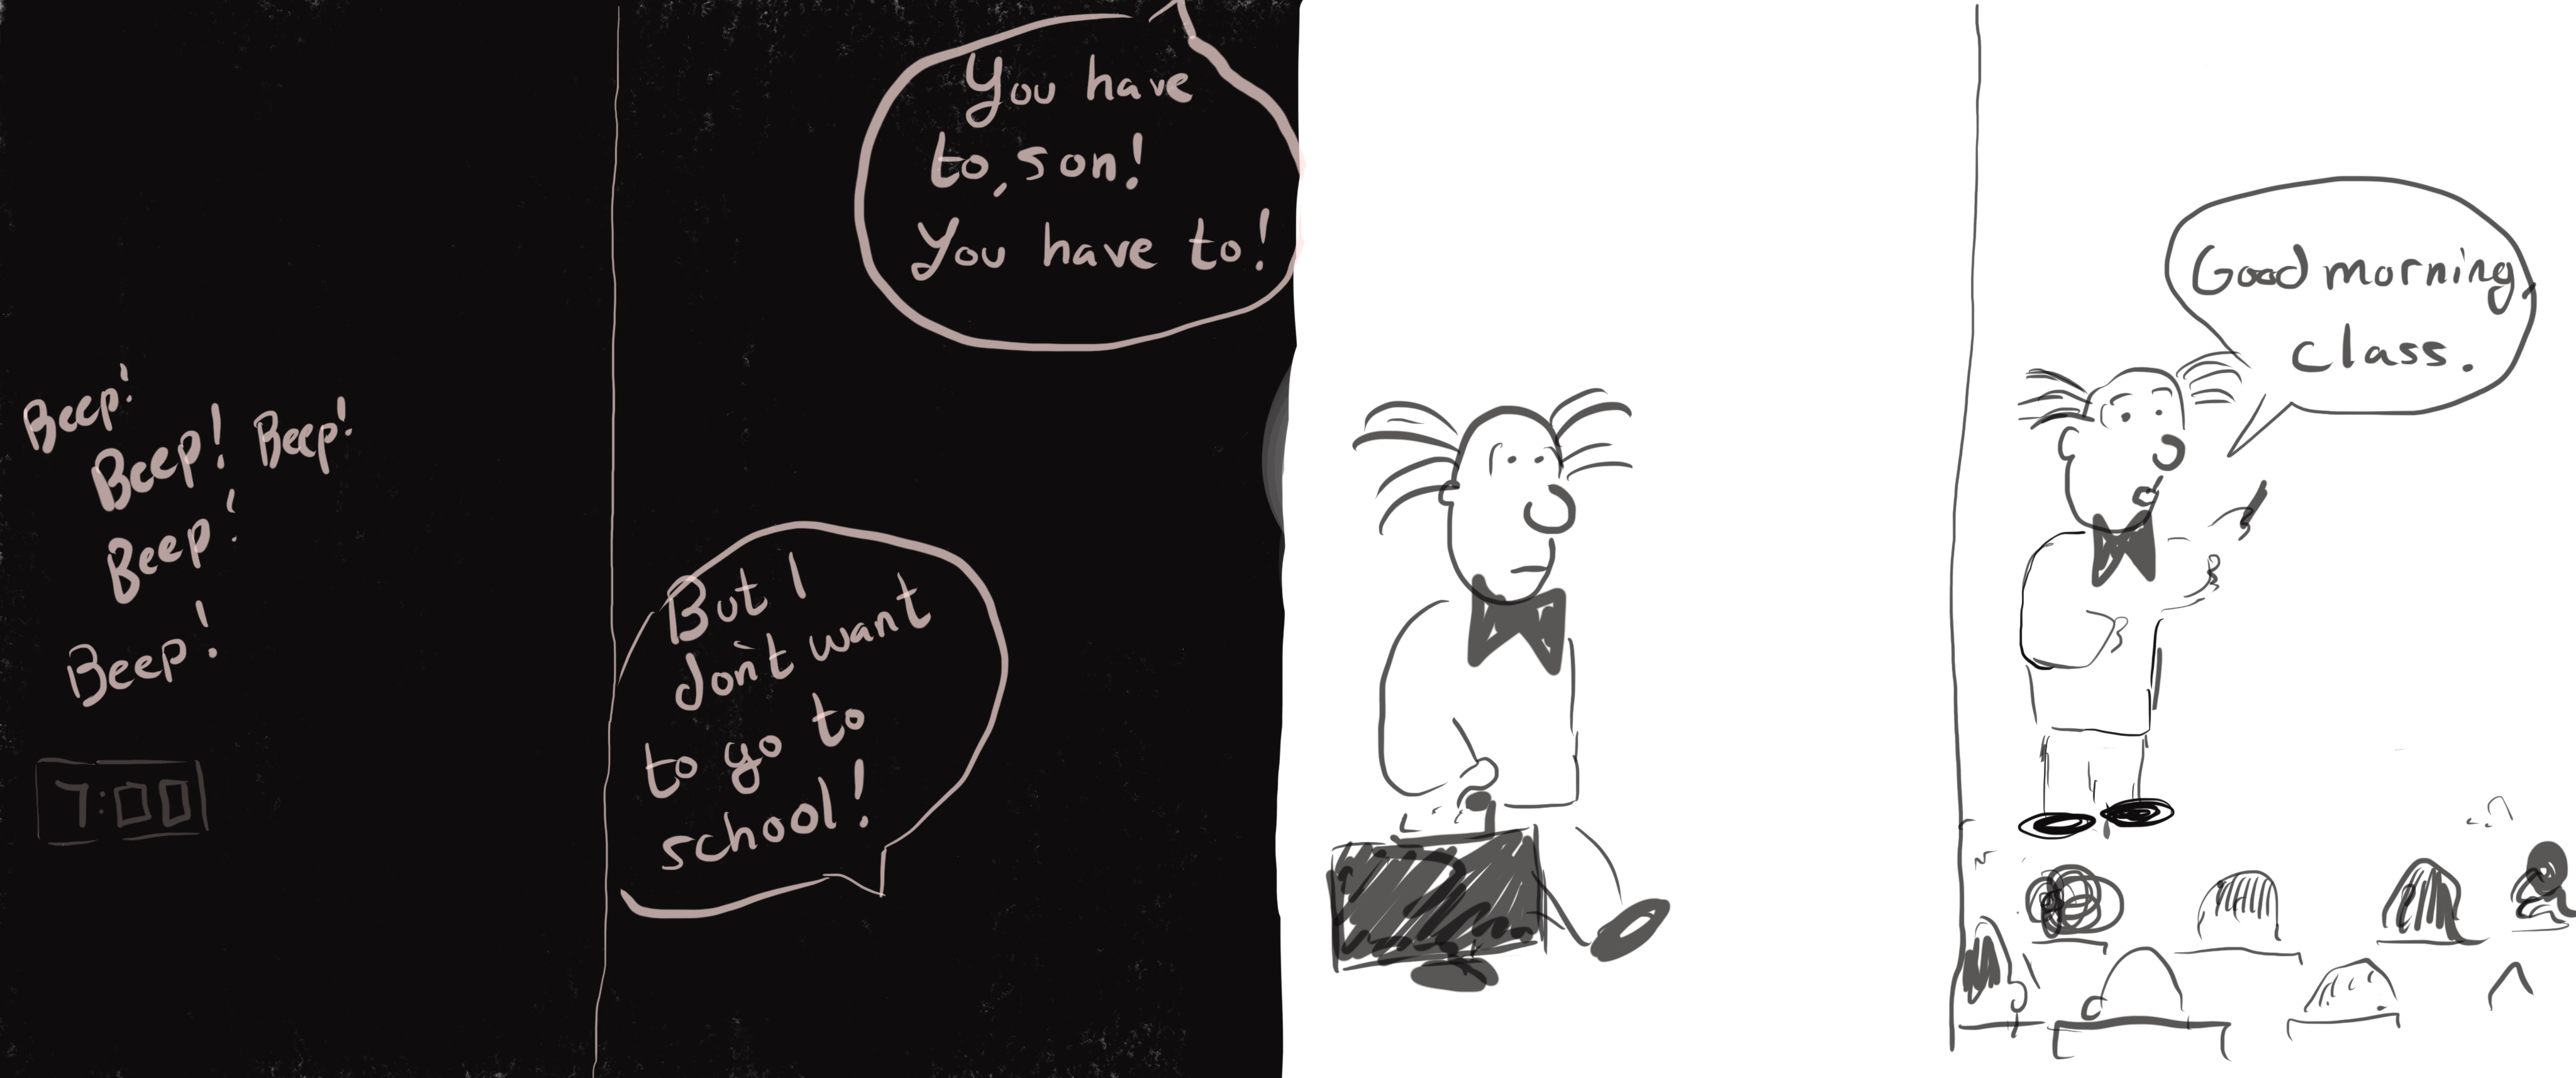 Beep!
Beep! Beep!
Beep!
Beep!
7:00
You have
to, son!
You have to!
But I
don't want
to go to
school!
Good morning,
class.